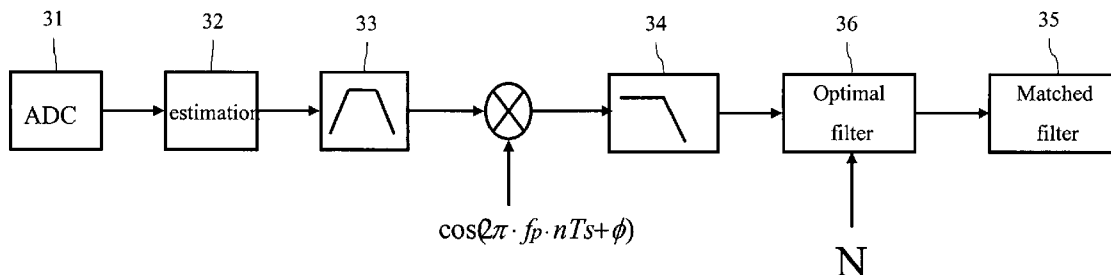 31
32
33
34
36
35
ADC
estimation
Optimal
filter
Matched
filter
cos(2π · fp · nTs+ϕ)
N